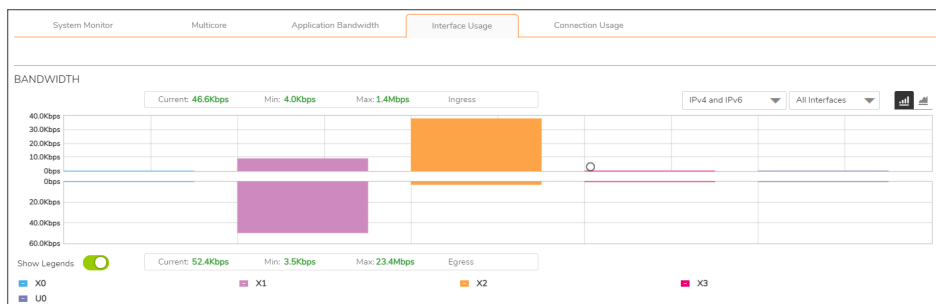 System Monitor Multicore Application Bandwidth Interface Usage Connection Usage
BANDWIDTH
Current: 46.6Kbps Min: 4.0Kbps Max: 1.4Mbps Ingress IPv4 and IPv6 All Interfaces
40.0Kbps
30.0Kbps
20.0Kbps
10.0Kbps
0bps
0bps
20.0Kbps
40.0Kbps
60.0Kbps
Show Legends Current: 52.4Kbps Min: 3.5Kbps Max: 23.4Mbps Egress
X0 X1 X2 X3
U0